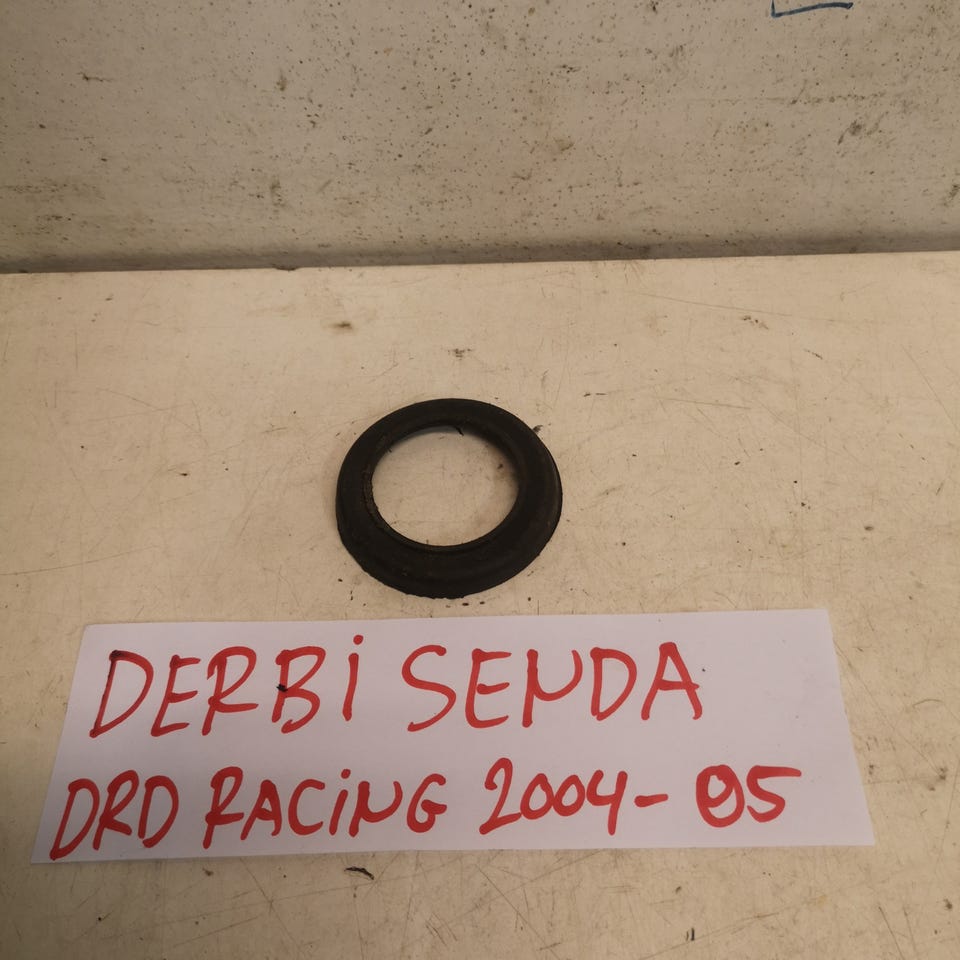 DERBi SENDA
DRD RACiNG 2004-05